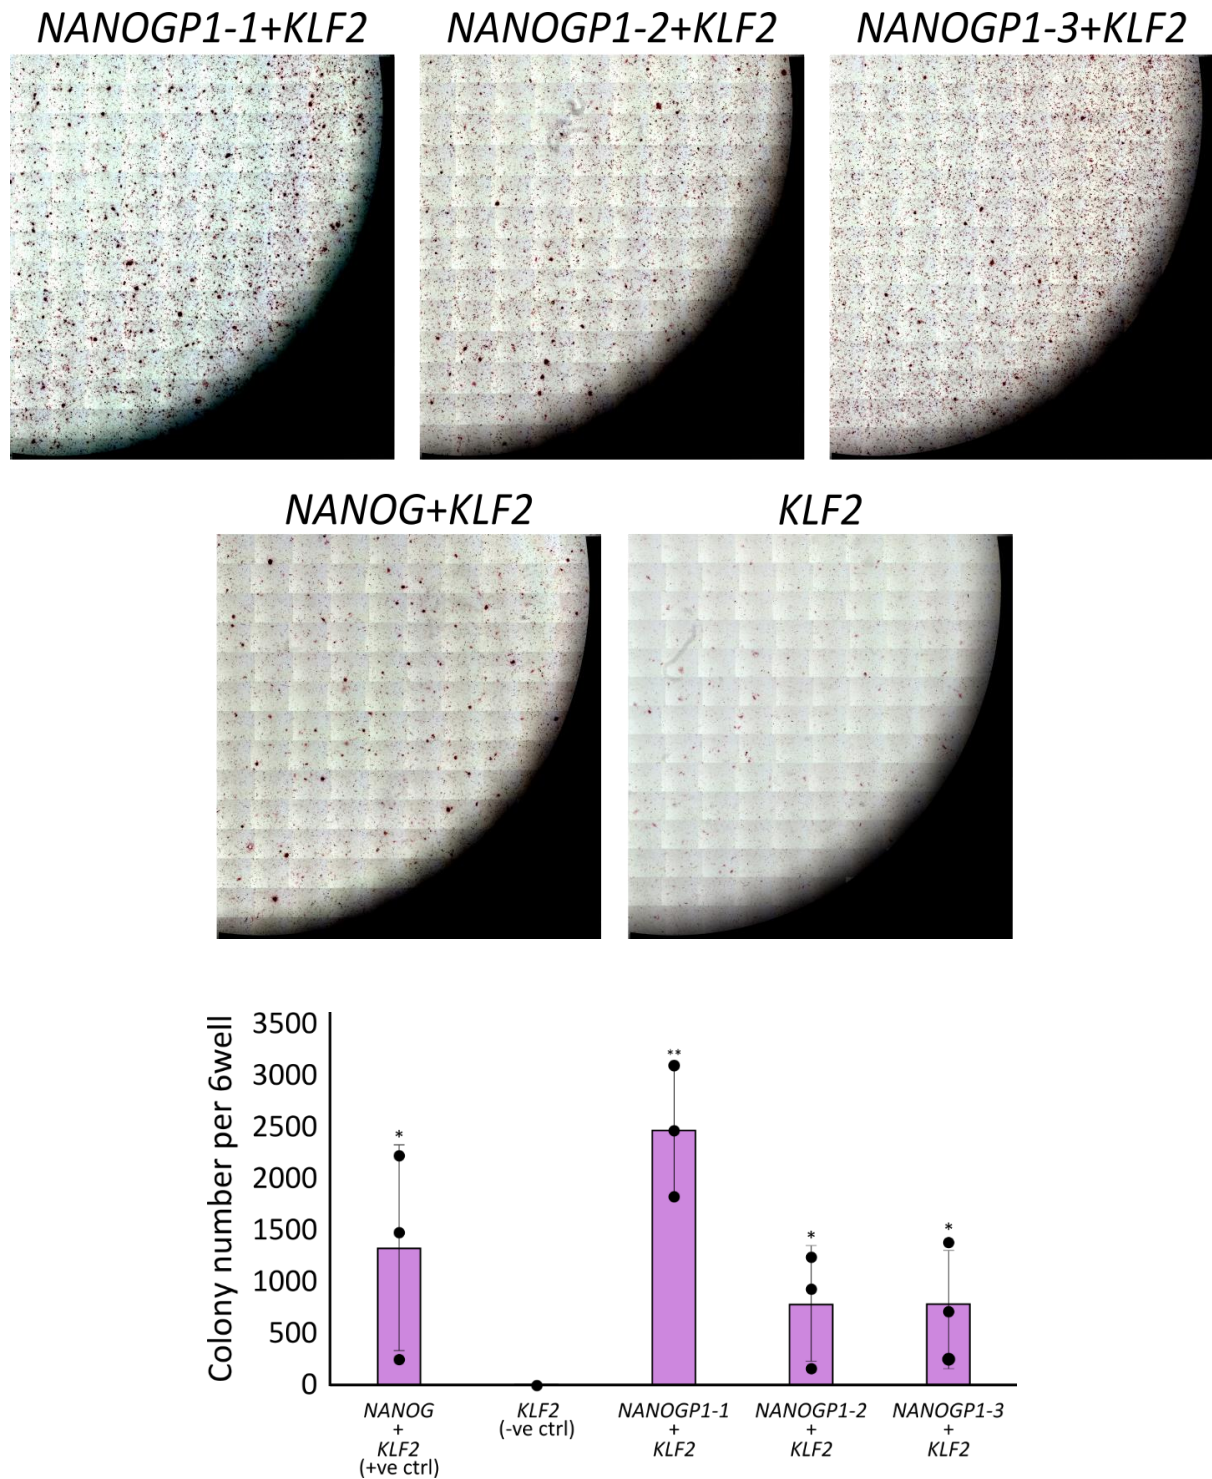 NANOGP1-1+KLF2
NANOGP1-2+KLF2
NANOGP1-3+KLF2
NANOG+KLF2
KLF2
Colony number per 6well
3500
3000
2500
2000
1500
1000
500
0
*
**
*
*
NANOG
+
KLF2
(+ve ctrl)
KLF2
(-ve ctrl)
NANOGP1-1
+
KLF2
NANOGP1-2
+
KLF2
NANOGP1-3
+
KLF2